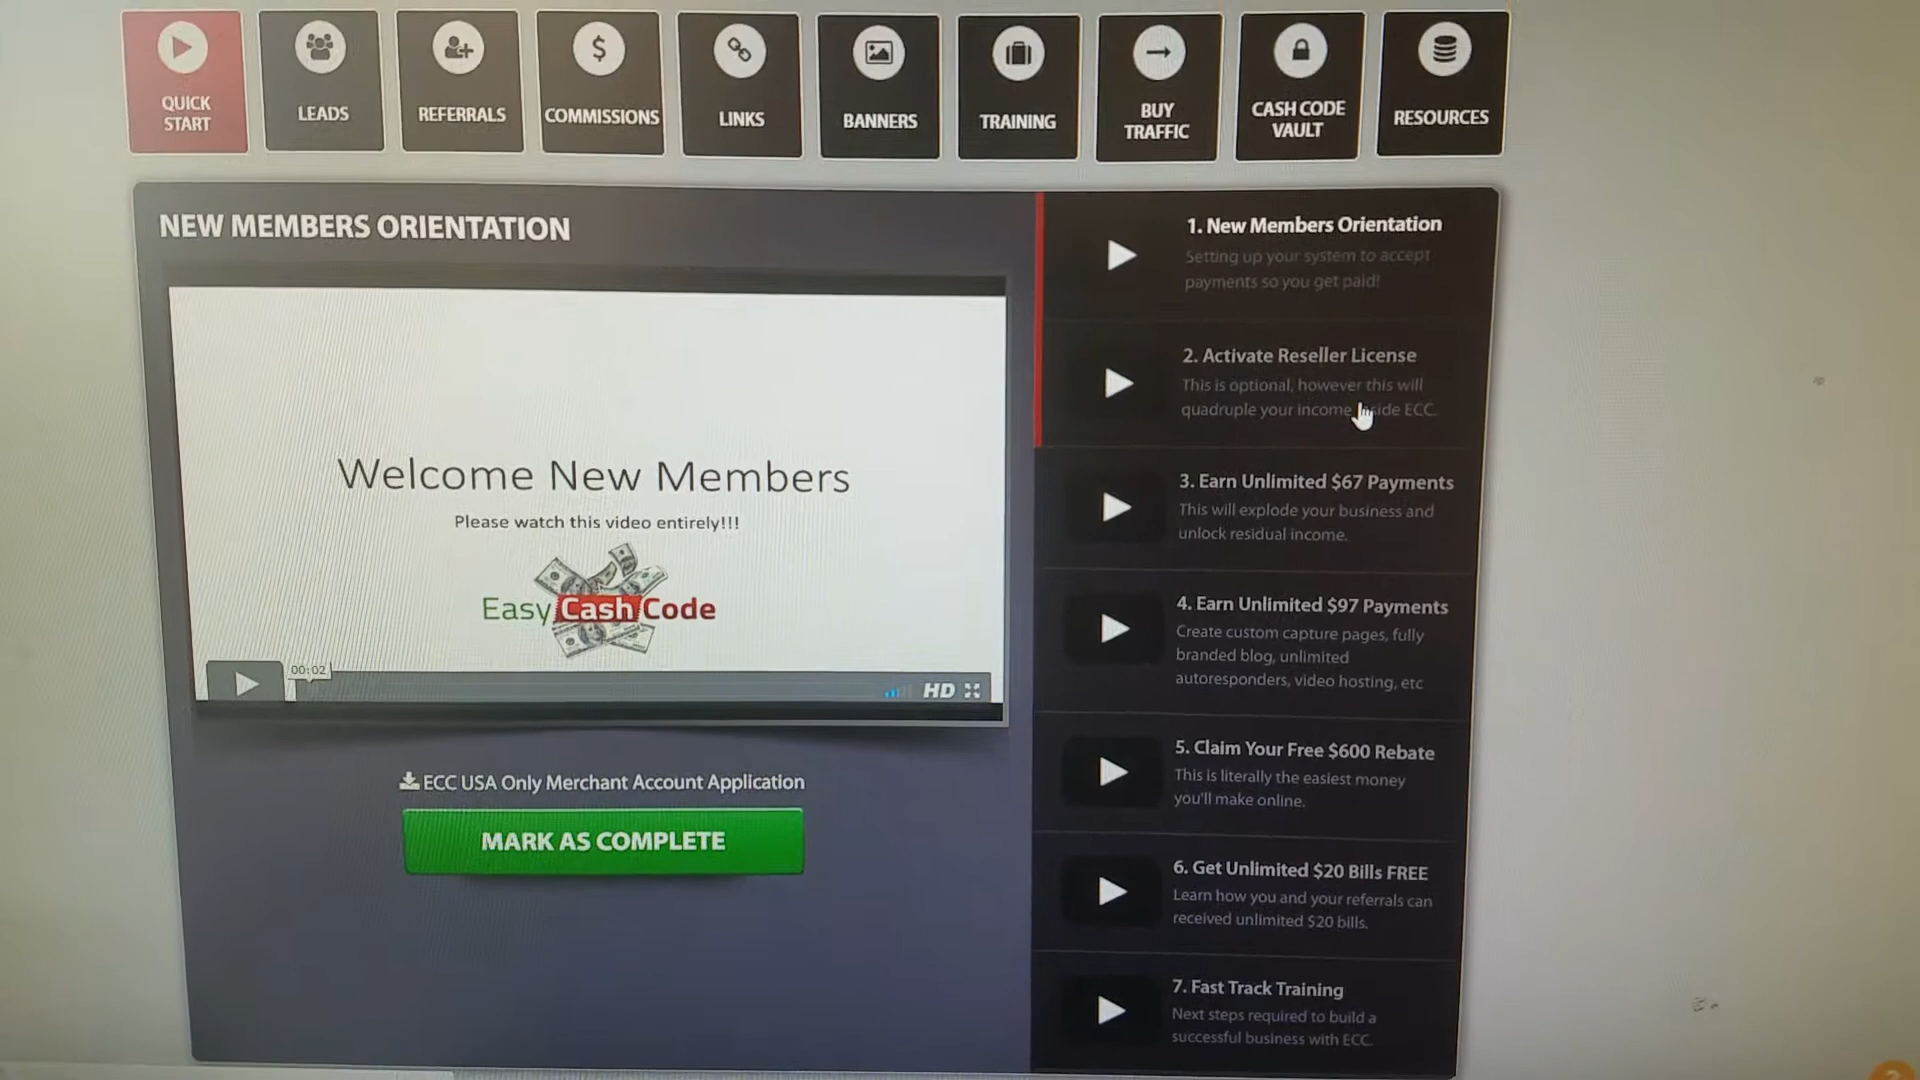 QUICK
START
LEADS
REFERRALS
COMMISSIONS
LINKS
BANNERS
TRAINING
BUY
TRAFFIC
CASH CODE
VAULT
RESOURCES
NEW MEMBERS ORIENTATION
Welcome New Members
Please watch this video entirely!!!
Easy Cash Code
00:02
HD
ECC USA Only Merchant Account Application
MARK AS COMPLETE
1. New Members Orientation
Setting up your system to accept
payments so you get paid!
2. Activate Reseller License
This is optional, however this will
quadruple your income inside ECC.
3. Earn Unlimited $67 Payments
This will explode your business and
unlock residual income.
4. Earn Unlimited $97 Payments
Create custom capture pages, fully
branded blog, unlimited
autoresponders, video hosting, etc
5. Claim Your Free $600 Rebate
This is literally the easiest money
you'll make online.
6. Get Unlimited $20 Bills FREE
Learn how you and your referrals can
received unlimited $20 bills.
7. Fast Track Training
Next steps required to build a
successful business with ECC.